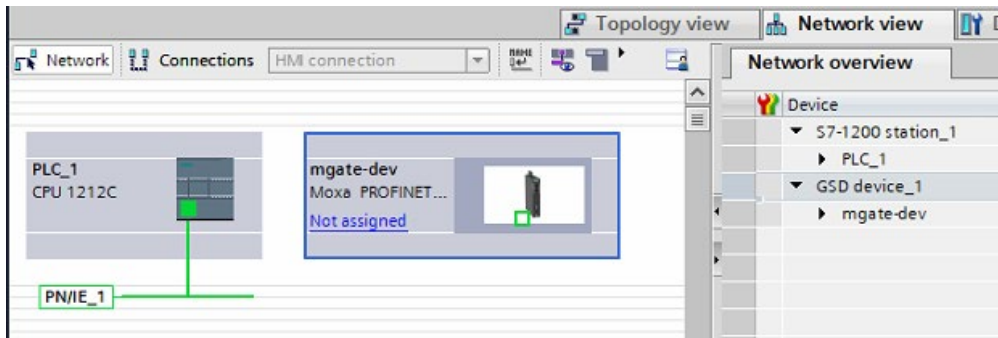 Topology view
Network view
Network
Connections
HMI connection
Network overview
Device
S7-1200 station_1
PLC_1
GSD device_1
mgate-dev
PLC_1
CPU 1212C
mgate-dev
Moxa PROFINET...
Not assigned
PN/IE_1